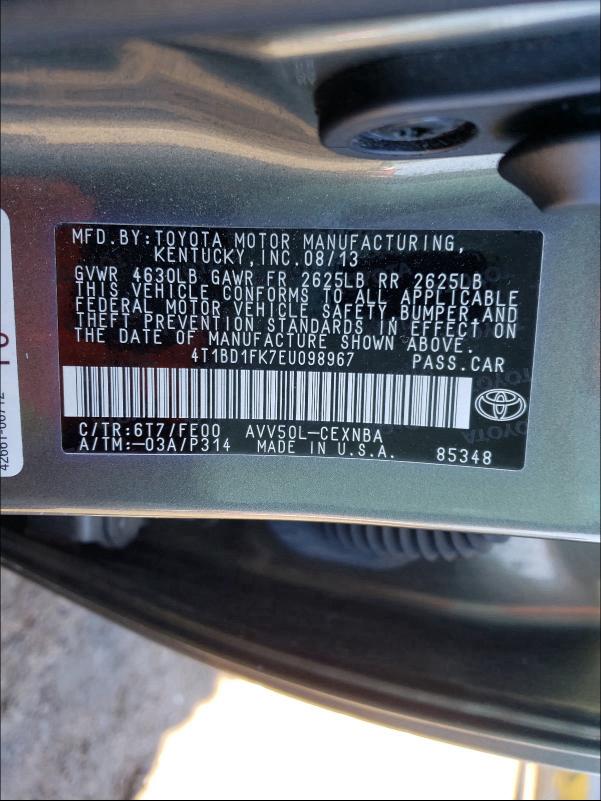 MFD.BY:TOYOTA MOTOR MANUFACTURING,
KENTUCKY, INC. 08/13
GVWR 4630LB GAWR FR 2625LB RR 2625LB
THIS VEHICLE CONFORMS TO ALL APPLICABLE
FEDERAL MOTOR VEHICLE SAFETY, BUMPER, AND
THEFT PREVENTION STANDARDS IN EFFECT ON
THE DATE OF MANUFACTURE SHOWN ABOVE.
4T1BD1FK7EU098967 PASS.CAR
C/TR:6T7/FE00 AVV50L-CEXNBA
A/TM:-03A/P314 MADE IN U.S.A. 85348
TOYOTA